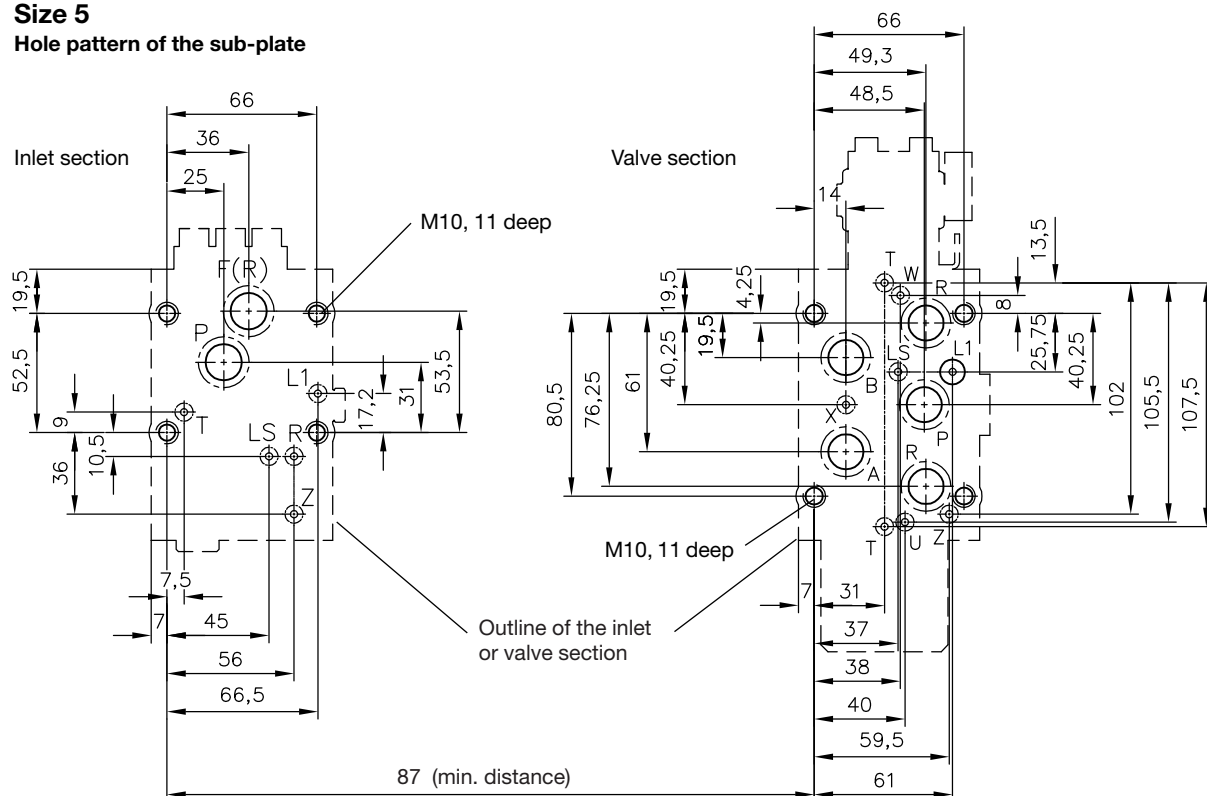 Size 5
Hole pattern of the sub-plate
Inlet section
66
36
25
M10, 11 deep
F(R)
P
L1
T
LS
R
Z
19,5
52,5
9
10,5
36
53,5
31
17,2
7,5
7
45
56
66,5
87 (min. distance)
Outline of the inlet
or valve section
Valve section
66
49,3
48,5
14
T
W
R
LS
L1
B
X
P
A
R
T
U
Z
19,5
4,25
19,5
40,25
61
76,25
80,5
13,5
8
25,75
40,25
102
105,5
107,5
M10, 11 deep
7
31
37
38
40
59,5
61